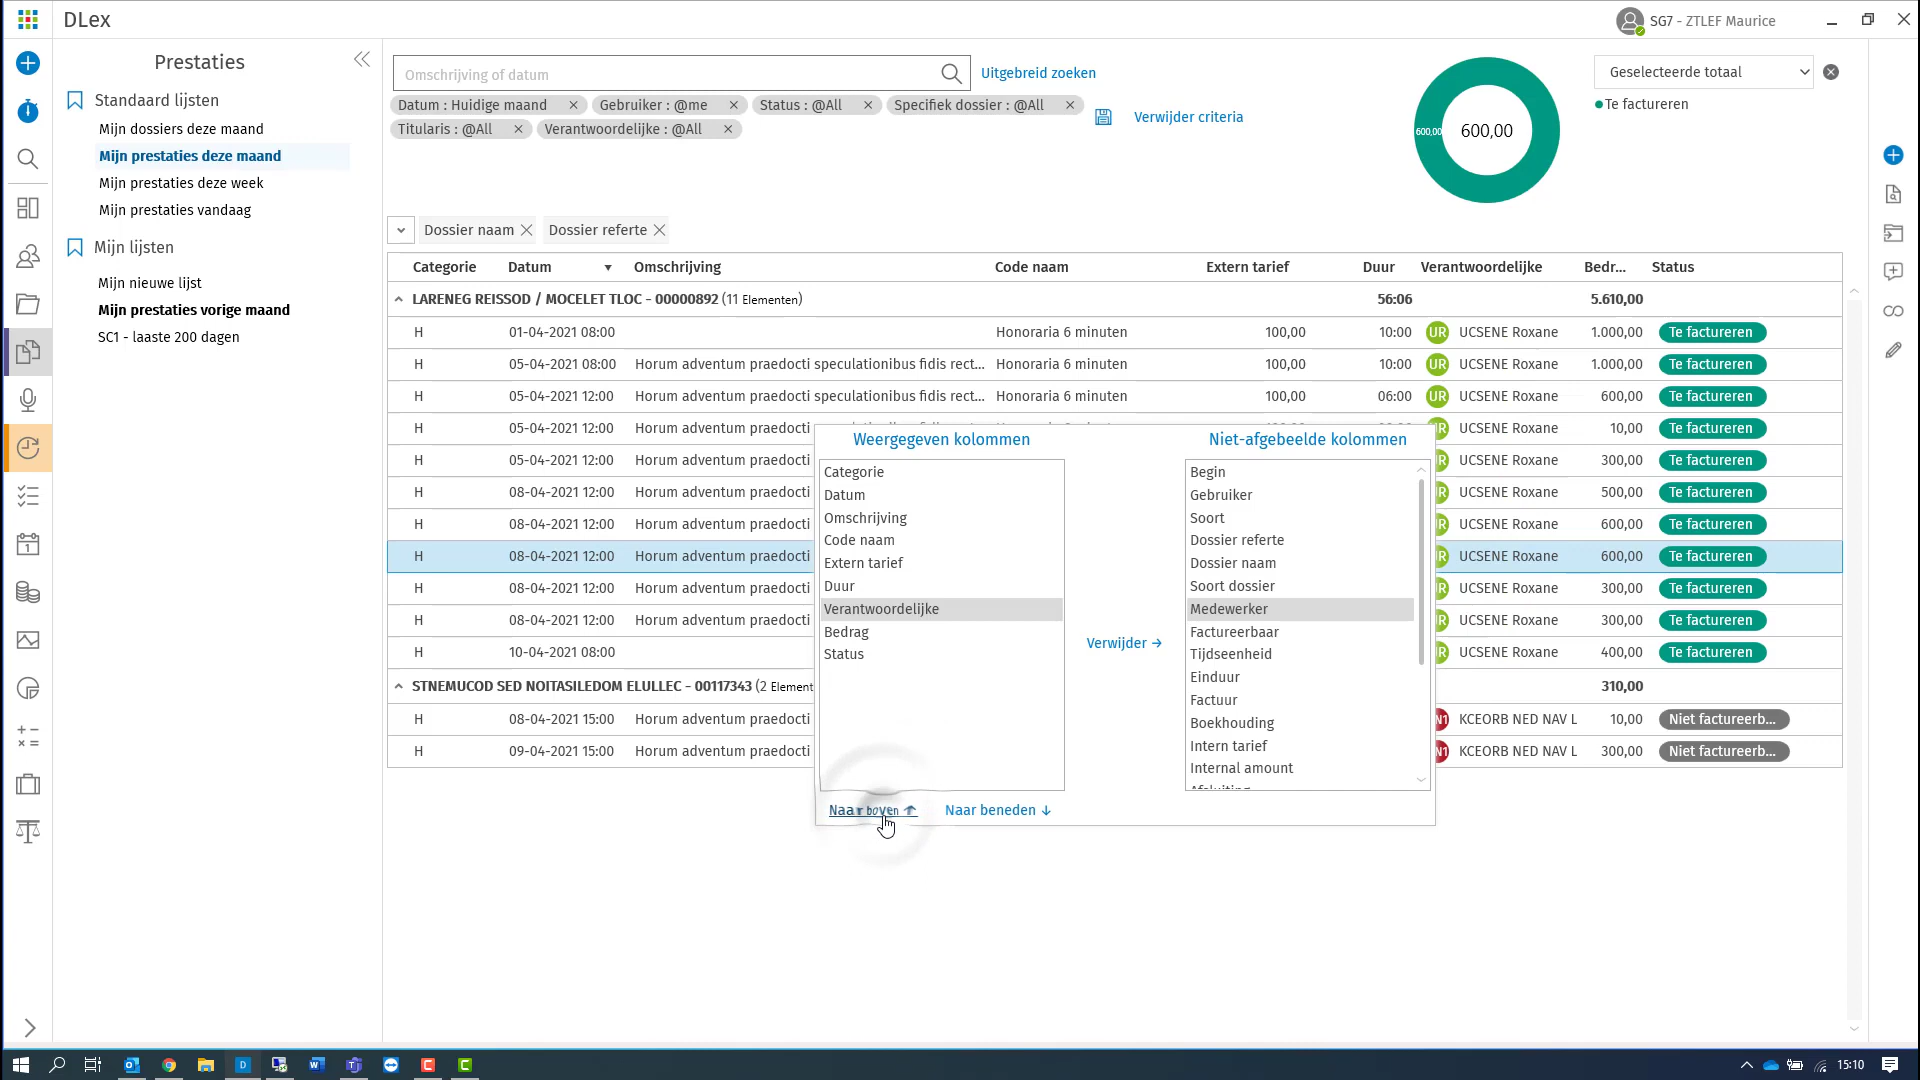 DLex
SG7 - ZTLEF Maurice
Prestaties
Standaard lijsten
Mijn dossiers deze maand
Mijn prestaties deze maand
Mijn prestaties deze week
Mijn prestaties vandaag
Mijn lijsten
Mijn nieuwe lijst
Mijn prestaties vorige maand
SC1 - laaste 200 dagen
Omschrijving of datum
Uitgebreid zoeken
Datum : Huidige maand
Gebruiker : @me
Status : @All
Specifiek dossier : @All
Titularis : @All
Verantwoordelijke : @All
Verwijder criteria
600,00
600,00
Geselecteerde totaal
Te factureren
Dossier naam
Dossier referte
Categorie Datum Omschrijving Code naam Extern tarief Duur Verantwoordelijke Bedr... Status
LARENEG REISSOD / MOCELET TLOC - 00000892 (11 Elementen) 56:06 5.610,00
H 01-04-2021 08:00 Honoraria 6 minuten 100,00 10:00 UR UCSENE Roxane 1.000,00 Te factureren
H 05-04-2021 08:00 Horum adventum praedocti speculationibus fidis rect... Honoraria 6 minuten 100,00 10:00 UR UCSENE Roxane 1.000,00 Te factureren
H 05-04-2021 12:00 Horum adventum praedocti speculationibus fidis rect... Honoraria 6 minuten 100,00 06:00 UR UCSENE Roxane 600,00 Te factureren
H 05-04-2021 12:00 Horum adventum praedocti UCSENE Roxane 10,00 Te factureren
H 05-04-2021 12:00 Horum adventum praedocti UCSENE Roxane 300,00 Te factureren
H 08-04-2021 12:00 Horum adventum praedocti UCSENE Roxane 500,00 Te factureren
H 08-04-2021 12:00 Horum adventum praedocti UCSENE Roxane 600,00 Te factureren
H 08-04-2021 12:00 Horum adventum praedocti UCSENE Roxane 600,00 Te factureren
H 08-04-2021 12:00 Horum adventum praedocti UCSENE Roxane 300,00 Te factureren
H 08-04-2021 12:00 Horum adventum praedocti UCSENE Roxane 300,00 Te factureren
H 10-04-2021 08:00 UCSENE Roxane 400,00 Te factureren
STNEMUCOD SED NOITASILEDOM ELULLEC - 00117343 (2 Element 310,00
H 08-04-2021 15:00 Horum adventum praedocti KCEORB NED NAV L 10,00 Niet factureerb...
H 09-04-2021 15:00 Horum adventum praedocti KCEORB NED NAV L 300,00 Niet factureerb...
Weergegeven kolommen
Categorie
Datum
Omschrijving
Code naam
Extern tarief
Duur
Verantwoordelijke
Bedrag
Status
Naar boven
Naar beneden
Verwijder
Niet-afgebeelde kolommen
Begin
Gebruiker
Soort
Dossier referte
Dossier naam
Soort dossier
Medewerker
Factureerbaar
Tijdseenheid
Einduur
Factuur
Boekhouding
Intern tarief
Internal amount
15:10